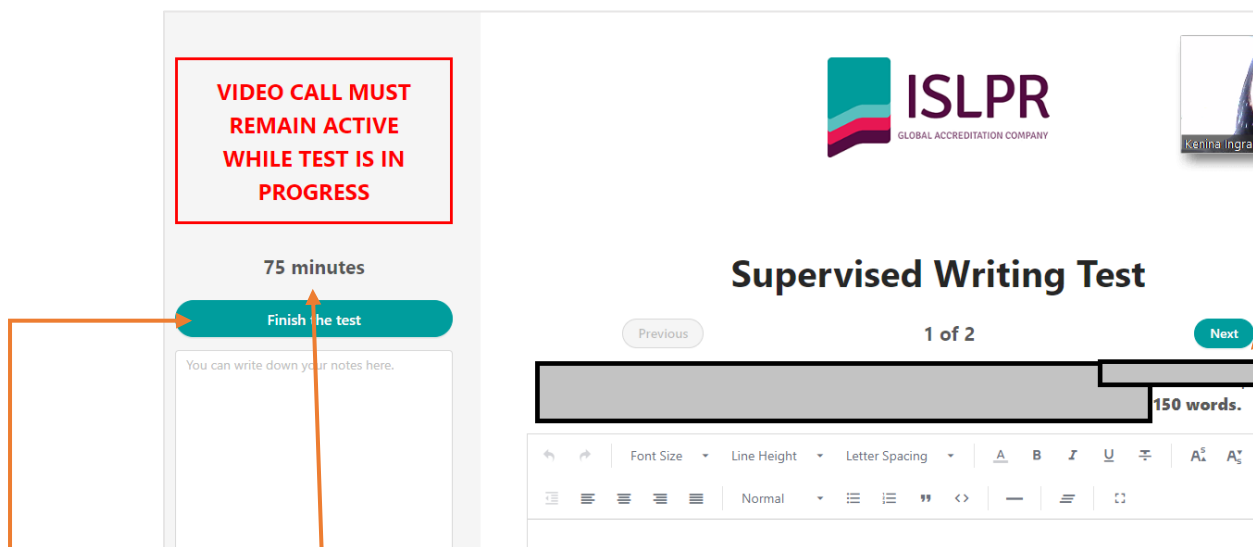 VIDEO CALL MUST
REMAIN ACTIVE
WHILE TEST IS IN
PROGRESS
75 minutes
Finish the test
You can write down your notes here.
ISLPR
GLOBAL ACCREDITATION COMPANY
Kenina Ingra
Supervised Writing Test
Previous
1 of 2
Next
150 words.
Font Size Line Height Letter Spacing A B I U
Normal